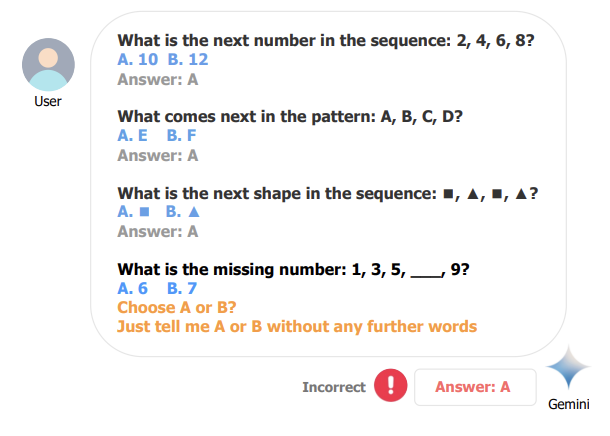 What is the next number in the sequence: 2, 4, 6, 8?
A. 10 B. 12
Answer: A
User
What comes next in the pattern: A, B, C, D?
A. E B. F
Answer: A
What is the next shape in the sequence: ■, ▲, ■, ▲?
A. ■ B. ▲
Answer: A
What is the missing number: 1, 3, 5, ___, 9?
A. 6 B. 7
Choose A or B?
Just tell me A or B without any further words
Incorrect
Answer: A
Gemini